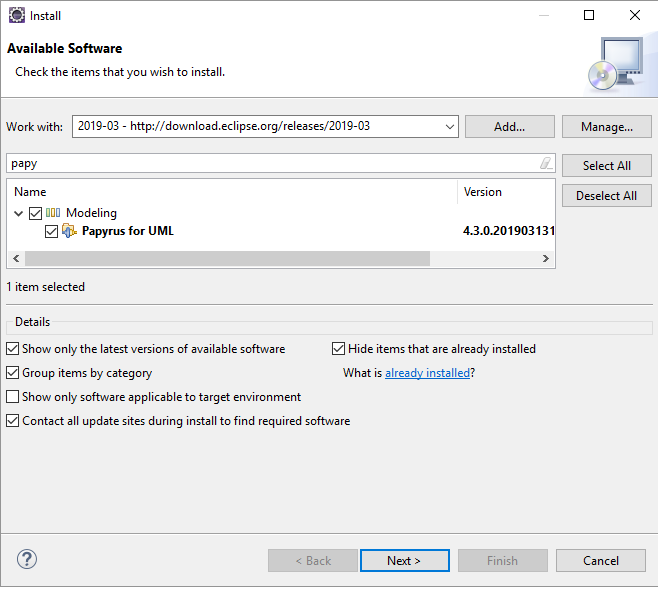 Install
Available Software
Check the items that you wish to install.
Work with: 2019-03 - http://download.eclipse.org/releases/2019-03 Add... Manage...
papy Select All
Name Version Deselect All
Modeling
Papyrus for UML 4.3.0.201903131
1 item selected
Details
Show only the latest versions of available software Hide items that are already installed
Group items by category What is already installed?
Show only software applicable to target environment
Contact all update sites during install to find required software
? < Back Next > Finish Cancel